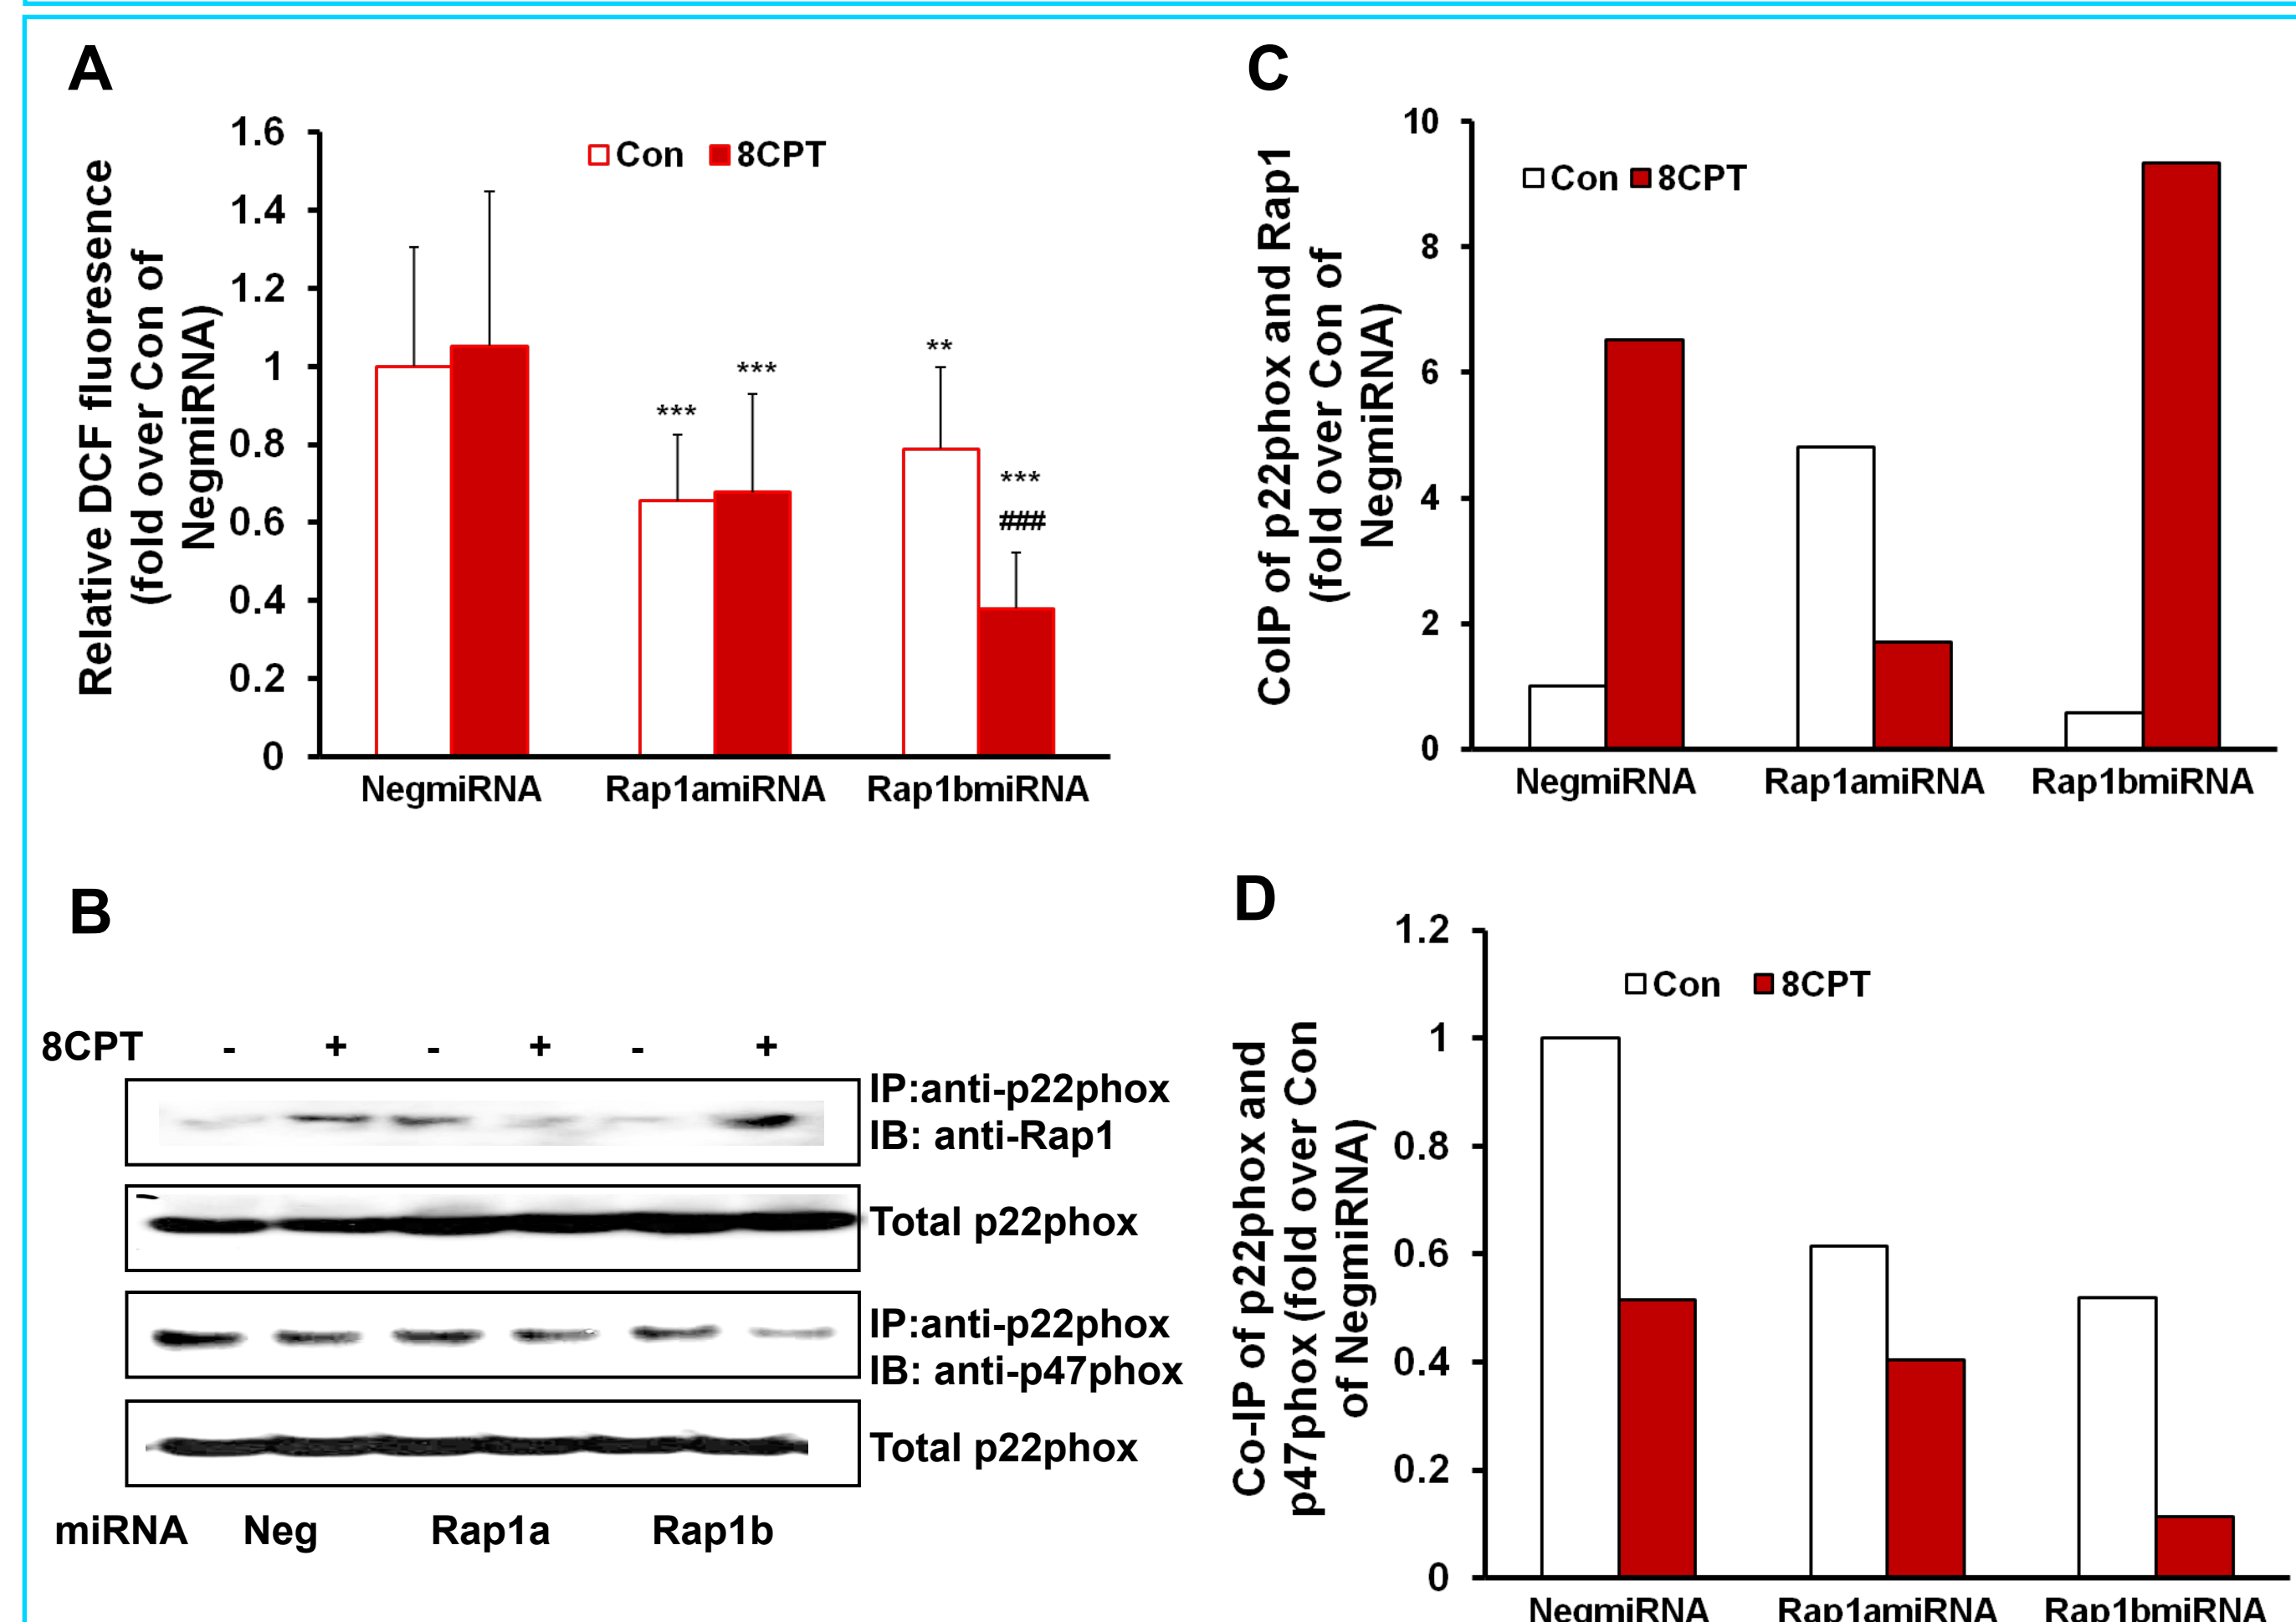 A
Relative DCF fluoresence
(fold over Con of
NegmiRNA)
1.6
1.4
1.2
1
0.8
0.6
0.4
0.2
0
Con 8CPT
***
***
**
***
###
NegmiRNA Rap1amiRNA Rap1bmiRNA
C
CoIP of p22phox and Rap1
(fold over Con of
NegmiRNA)
10
8
6
4
2
0
Con 8CPT
NegmiRNA Rap1amiRNA Rap1bmiRNA
B
8CPT - + - + - +
IP:anti-p22phox
IB: anti-Rap1
Total p22phox
IP:anti-p22phox
IB: anti-p47phox
Total p22phox
miRNA Neg Rap1a Rap1b
D
Co-IP of p22phox and
p47phox (fold over Con
of NegmiRNA)
1.2
1
0.8
0.6
0.4
0.2
0
Con 8CPT
NegmiRNA Rap1amiRNA Rap1bmiRNA